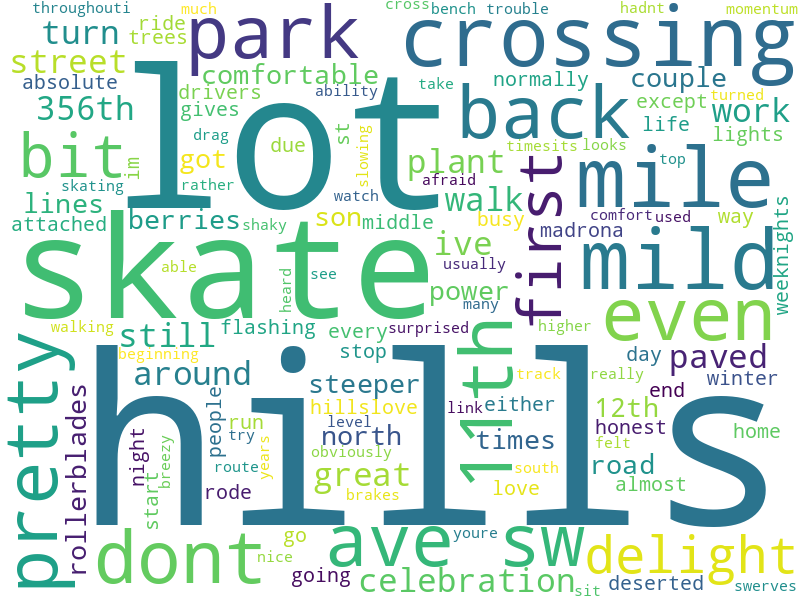 throughouti
much
cross
bench
trouble
hadnt
momentum
ride
turn
trees
park
crossing
street
comfortable
normally
couple
absolute
drivers
ability
take
except
turned
356th
gives
lot
back
work
drag
st
slowing
life
lights
bit
im
got
due
timesits
looks
plant
mile
top
skating
rather
afraid
first
lines
berries
son
watch
walk
comfort
used
way
attached
shaky
middle
busy
madrona
weeknights
skate
ive
mild
able
heard
see
usually
power
many
walking
still
flashing
every
surprised
11th
higher
even
beginning
stop
day
paved
pretty
around
steeper
track
really
winter
hills
hillslove
link
either
12th
end
rollerblades
night
breezy
people
run
level
north
times
honest
try
obviously
felt
home
route
years
great
south
road
start
rode
brakes
love
almost
dont
go
ave
sw
youre
delight
nice
going
celebration
sit
deserted
swerves